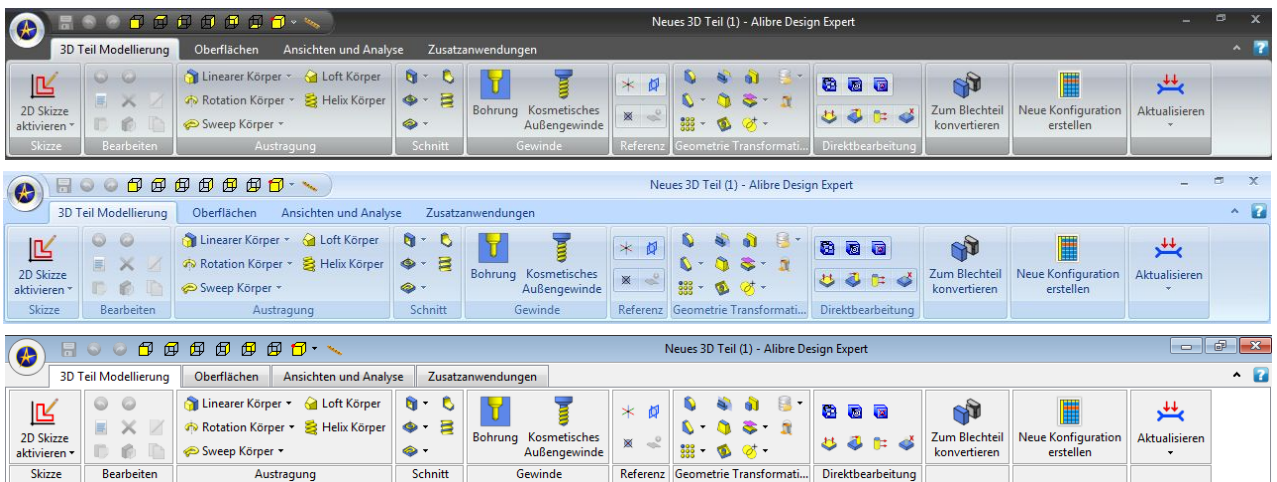 Neues 3D Teil (1) - Alibre Design Expert
3D Teil Modellierung Oberflächen Ansichten und Analyse Zusatzanwendungen
Linearer Körper Loft Körper
Rotation Körper Helix Körper
Sweep Körper
2D Skizze aktivieren
Bohrung Kosmetisches Außengewinde
Zum Blechteil konvertieren
Neue Konfiguration erstellen
Aktualisieren
Skizze Bearbeiten Austragung Schnitt Gewinde Referenz Geometrie Transformati... Direktbearbeitung
Neues 3D Teil (1) - Alibre Design Expert
3D Teil Modellierung Oberflächen Ansichten und Analyse Zusatzanwendungen
Linearer Körper Loft Körper
Rotation Körper Helix Körper
Sweep Körper
2D Skizze aktivieren
Bohrung Kosmetisches Außengewinde
Zum Blechteil konvertieren
Neue Konfiguration erstellen
Aktualisieren
Skizze Bearbeiten Austragung Schnitt Gewinde Referenz Geometrie Transformati... Direktbearbeitung
Neues 3D Teil (1) - Alibre Design Expert
3D Teil Modellierung Oberflächen Ansichten und Analyse Zusatzanwendungen
Linearer Körper Loft Körper
Rotation Körper Helix Körper
Sweep Körper
2D Skizze aktivieren
Bohrung Kosmetisches Außengewinde
Zum Blechteil konvertieren
Neue Konfiguration erstellen
Aktualisieren
Skizze Bearbeiten Austragung Schnitt Gewinde Referenz Geometrie Transformati... Direktbearbeitung